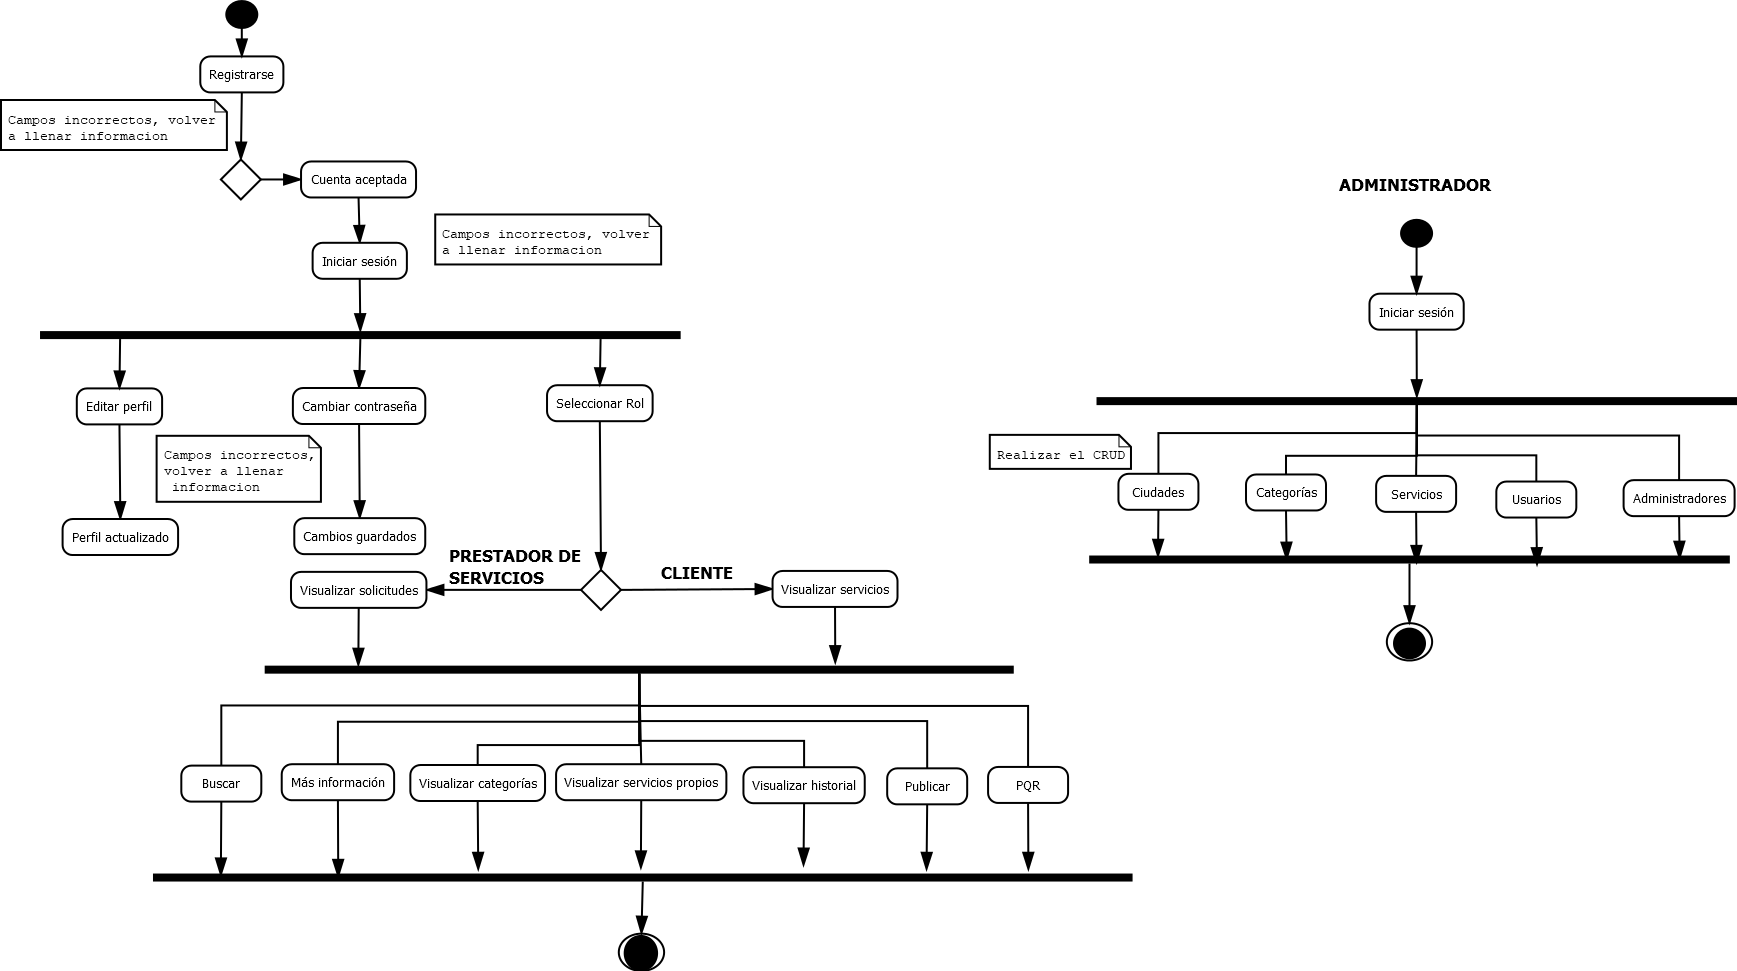 Registrarse
Campos incorrectos, volver
a llenar informacion
Cuenta aceptada
Campos incorrectos, volver
a llenar informacion
Iniciar sesión
Editar perfil
Cambiar contraseña
Seleccionar Rol
Campos incorrectos,
volver a llenar
informacion
Perfil actualizado
Cambios guardados
PRESTADOR DE
SERVICIOS
CLIENTE
Visualizar solicitudes
Visualizar servicios
Buscar
Más información
Visualizar categorías
Visualizar servicios propios
Visualizar historial
Publicar
PQR
ADMINISTRADOR
Iniciar sesión
Realizar el CRUD
Ciudades
Categorías
Servicios
Usuarios
Administradores